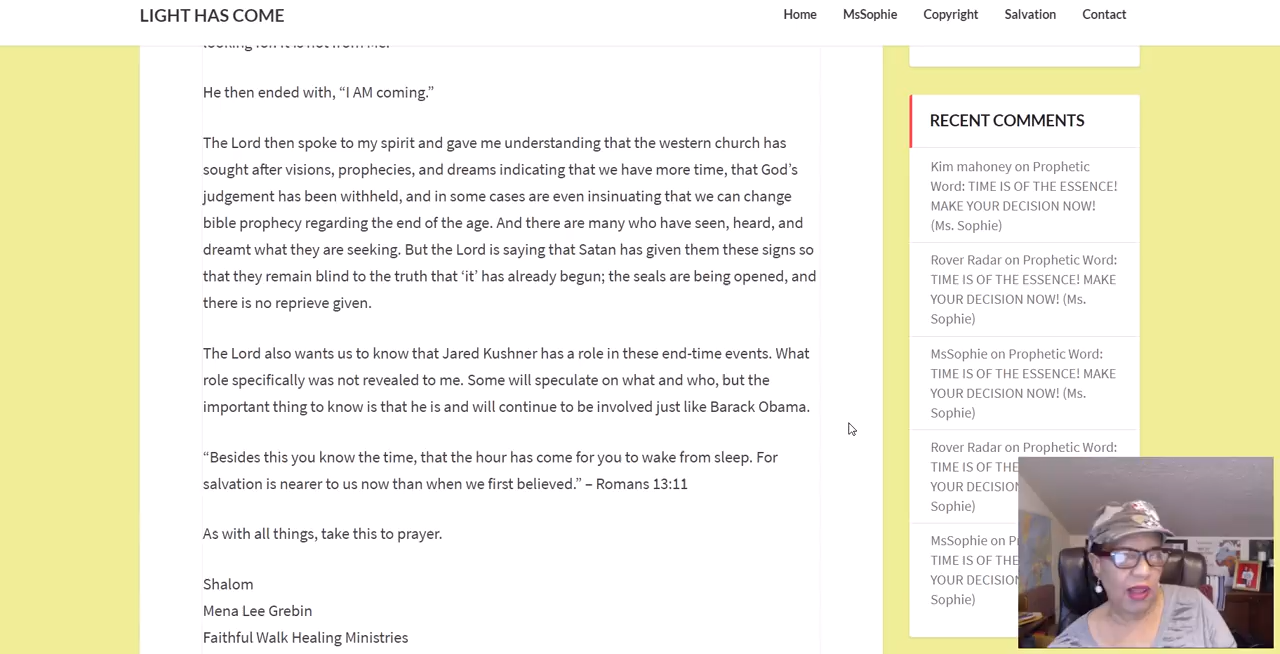 LIGHT HAS COME
Home
MsSophie
Copyright
Salvation
Contact
looking for. It is not from Me.”
He then ended with, “I AM coming.”
The Lord then spoke to my spirit and gave me understanding that the western church has
sought after visions, prophecies, and dreams indicating that we have more time, that God’s
judgement has been withheld, and in some cases are even insinuating that we can change
bible prophecy regarding the end of the age. And there are many who have seen, heard, and
dreamt what they are seeking. But the Lord is saying that Satan has given them these signs so
that they remain blind to the truth that ‘it’ has already begun; the seals are being opened, and
there is no reprieve given.
The Lord also wants us to know that Jared Kushner has a role in these end-time events. What
role specifically was not revealed to me. Some will speculate on what and who, but the
important thing to know is that he is and will continue to be involved just like Barack Obama.
“Besides this you know the time, that the hour has come for you to wake from sleep. For
salvation is nearer to us now than when we first believed.” – Romans 13:11
As with all things, take this to prayer.
Shalom
Mena Lee Grebin
Faithful Walk Healing Ministries
RECENT COMMENTS
Kim mahoney on Prophetic
Word: TIME IS OF THE ESSENCE!
MAKE YOUR DECISION NOW!
(Ms. Sophie)
Rover Radar on Prophetic Word:
TIME IS OF THE ESSENCE! MAKE
YOUR DECISION NOW! (Ms.
Sophie)
MsSophie on Prophetic Word:
TIME IS OF THE ESSENCE! MAKE
YOUR DECISION NOW! (Ms.
Sophie)
Rover Radar on Prophetic Word:
TIME IS OF THE
YOUR DECISION
Sophie)
MsSophie on
TIME IS OF THE
YOUR DECISION
Sophie)